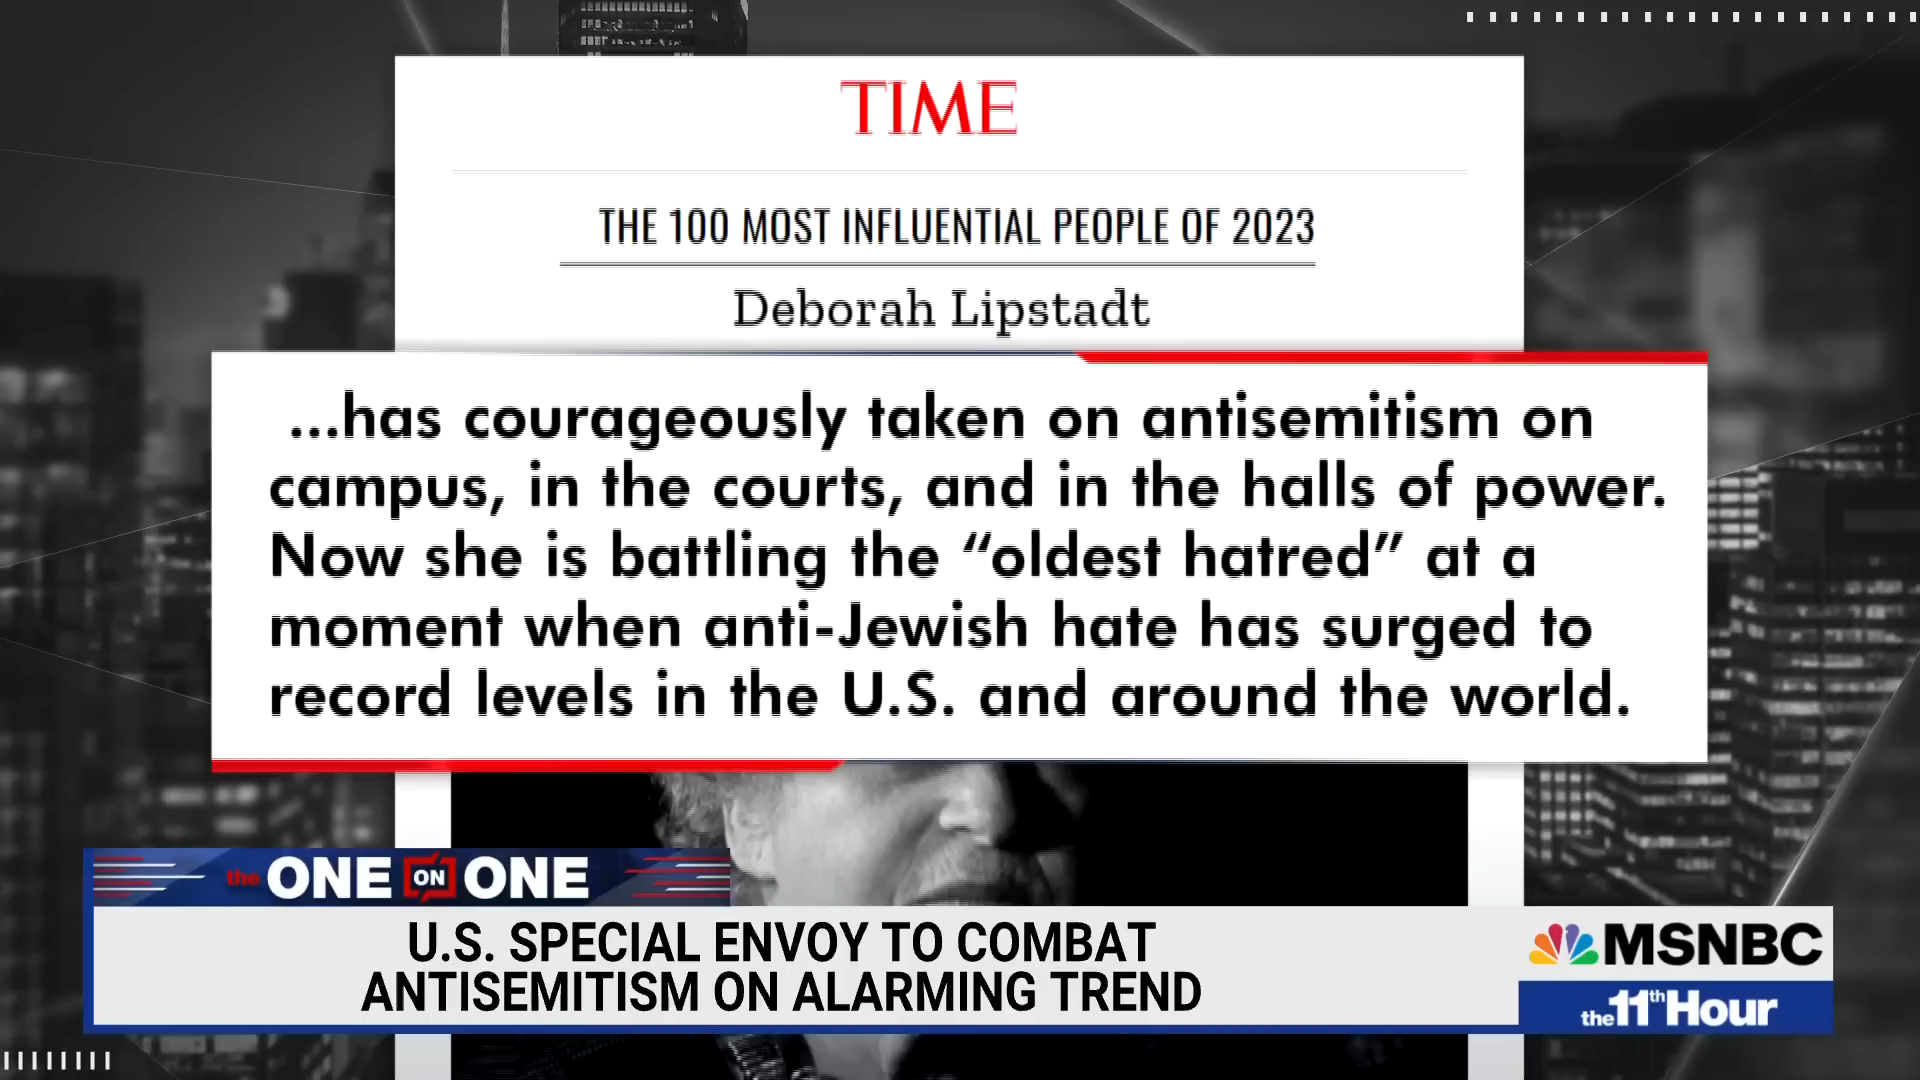 TIME
THE 100 MOST INFLUENTIAL PEOPLE OF 2023
Deborah Lipstadt
...has courageously taken on antisemitism on
campus, in the courts, and in the halls of power.
Now she is battling the “oldest hatred” at a
moment when anti-Jewish hate has surged to
record levels in the U.S. and around the world.
the ONE ON ONE
U.S. SPECIAL ENVOY TO COMBAT
ANTISEMITISM ON ALARMING TREND
MSNBC
the 11th Hour